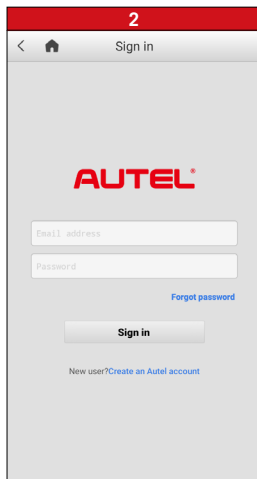 2
Sign in
AUTEL®
Email address
Password
Forgot password
Sign in
New user?Create an Autel account